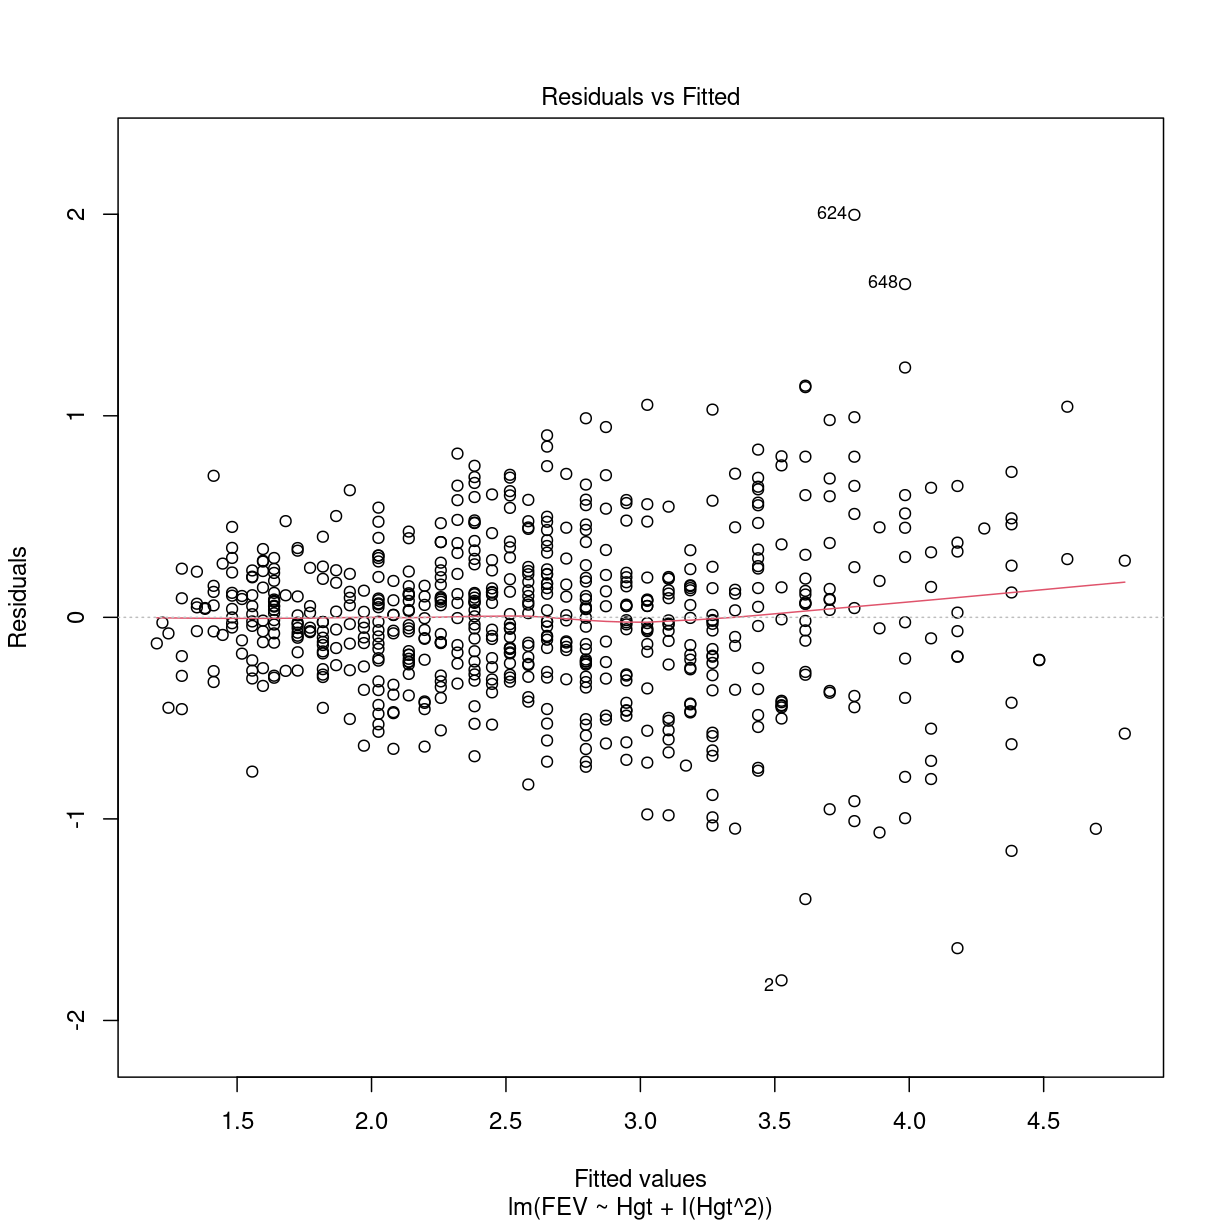 Residuals vs Fitted
Residuals
2
1
0
-1
-2
624
648
2
1.5 2.0 2.5 3.0 3.5 4.0 4.5
Fitted values
lm(FEV ~ Hgt + I(Hgt^2))